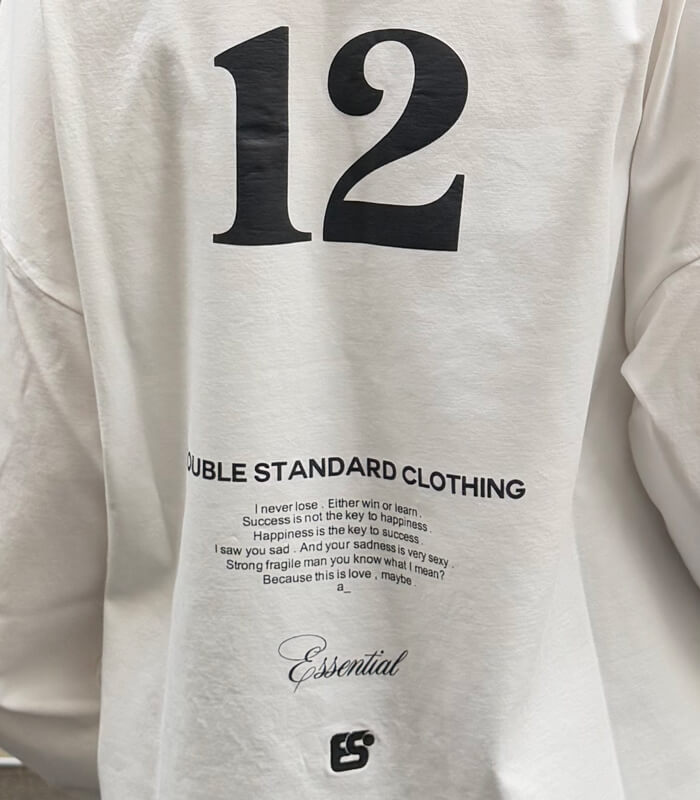 12
OUBLE STANDARD CLOTHING
I never lose . Either win or learn .
Success is not the key to happiness .
Happiness is the key to success .
I saw you sad . And your sadness is very sexy .
Strong fragile man you know what I mean?
Because this is love , maybe .
a_
Essential
ES